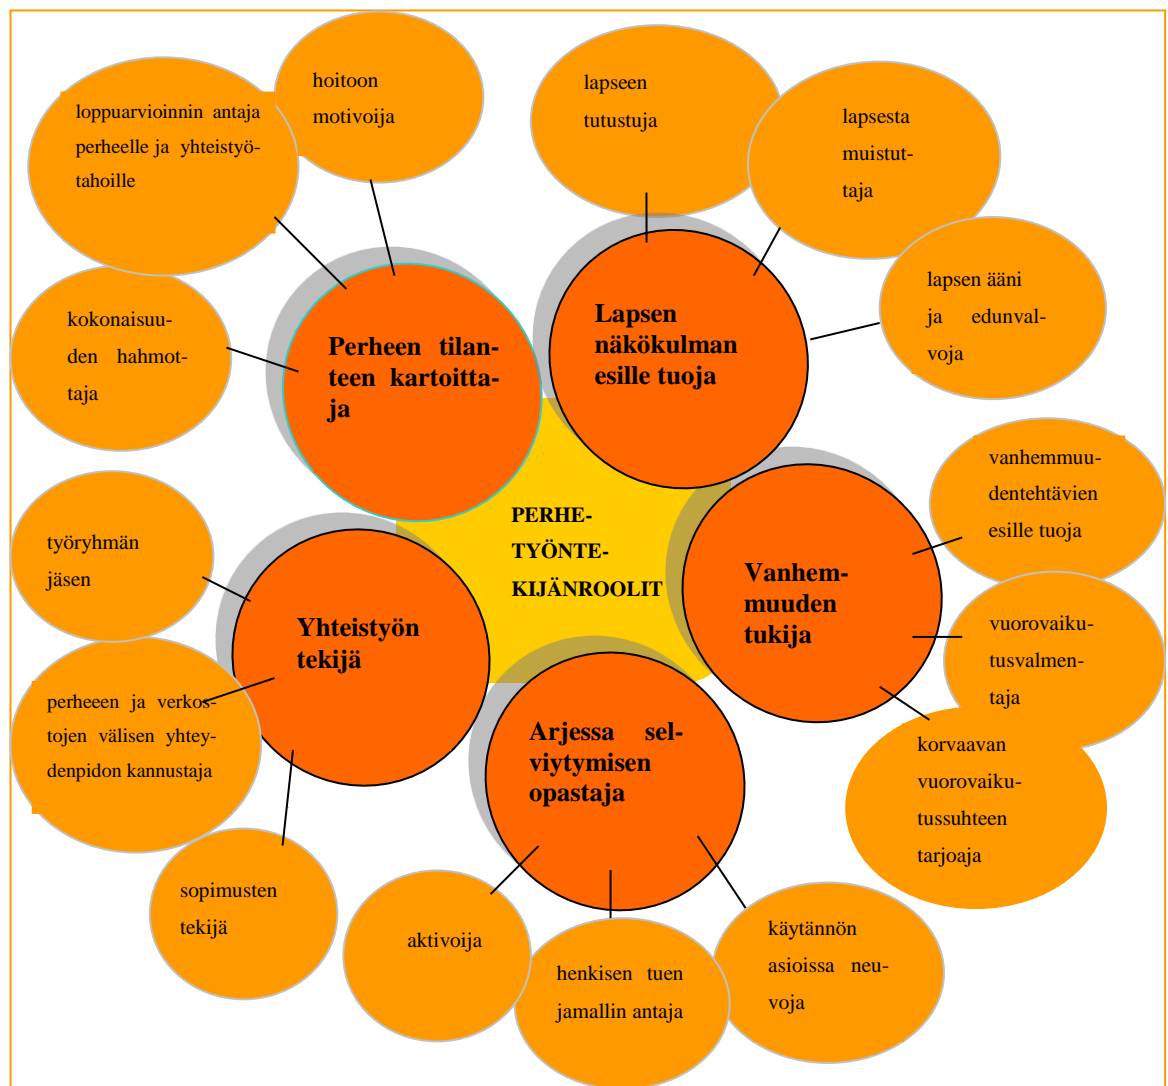 hoitoon
motivoija
loppuarvioinnin antaja
perheelle ja yhteistyö-
tahoille
kokonaisuu-
den hahmot-
taja
Perheen tilan-
teen kartoitta-
ja
lapseen
tutustuja
lapsesta
muistut-
taja
lapsen ääni
ja edunval-
voja
Lapsen
näkökulman
esille tuoja
PERHE-
TYÖNTE-
KIJÄNROOLIT
vanhemmuu-
dentehtävien
esille tuoja
vuorovaiku-
tusvalmen-
taja
korvaavan
vuorovaiku-
tussuhteen
tarjoaja
Vanhem-
muuden
tukija
työryhmän
jäsen
perheeen ja verkos-
tojen välisen yhtey-
denpidon kannustaja
sopimusten
tekijä
Yhteistyön
tekijä
Arjessa sel-
viytymisen
opastaja
aktivoija
henkisen tuen
jamallin antaja
käytännön
asioissa neu-
voja